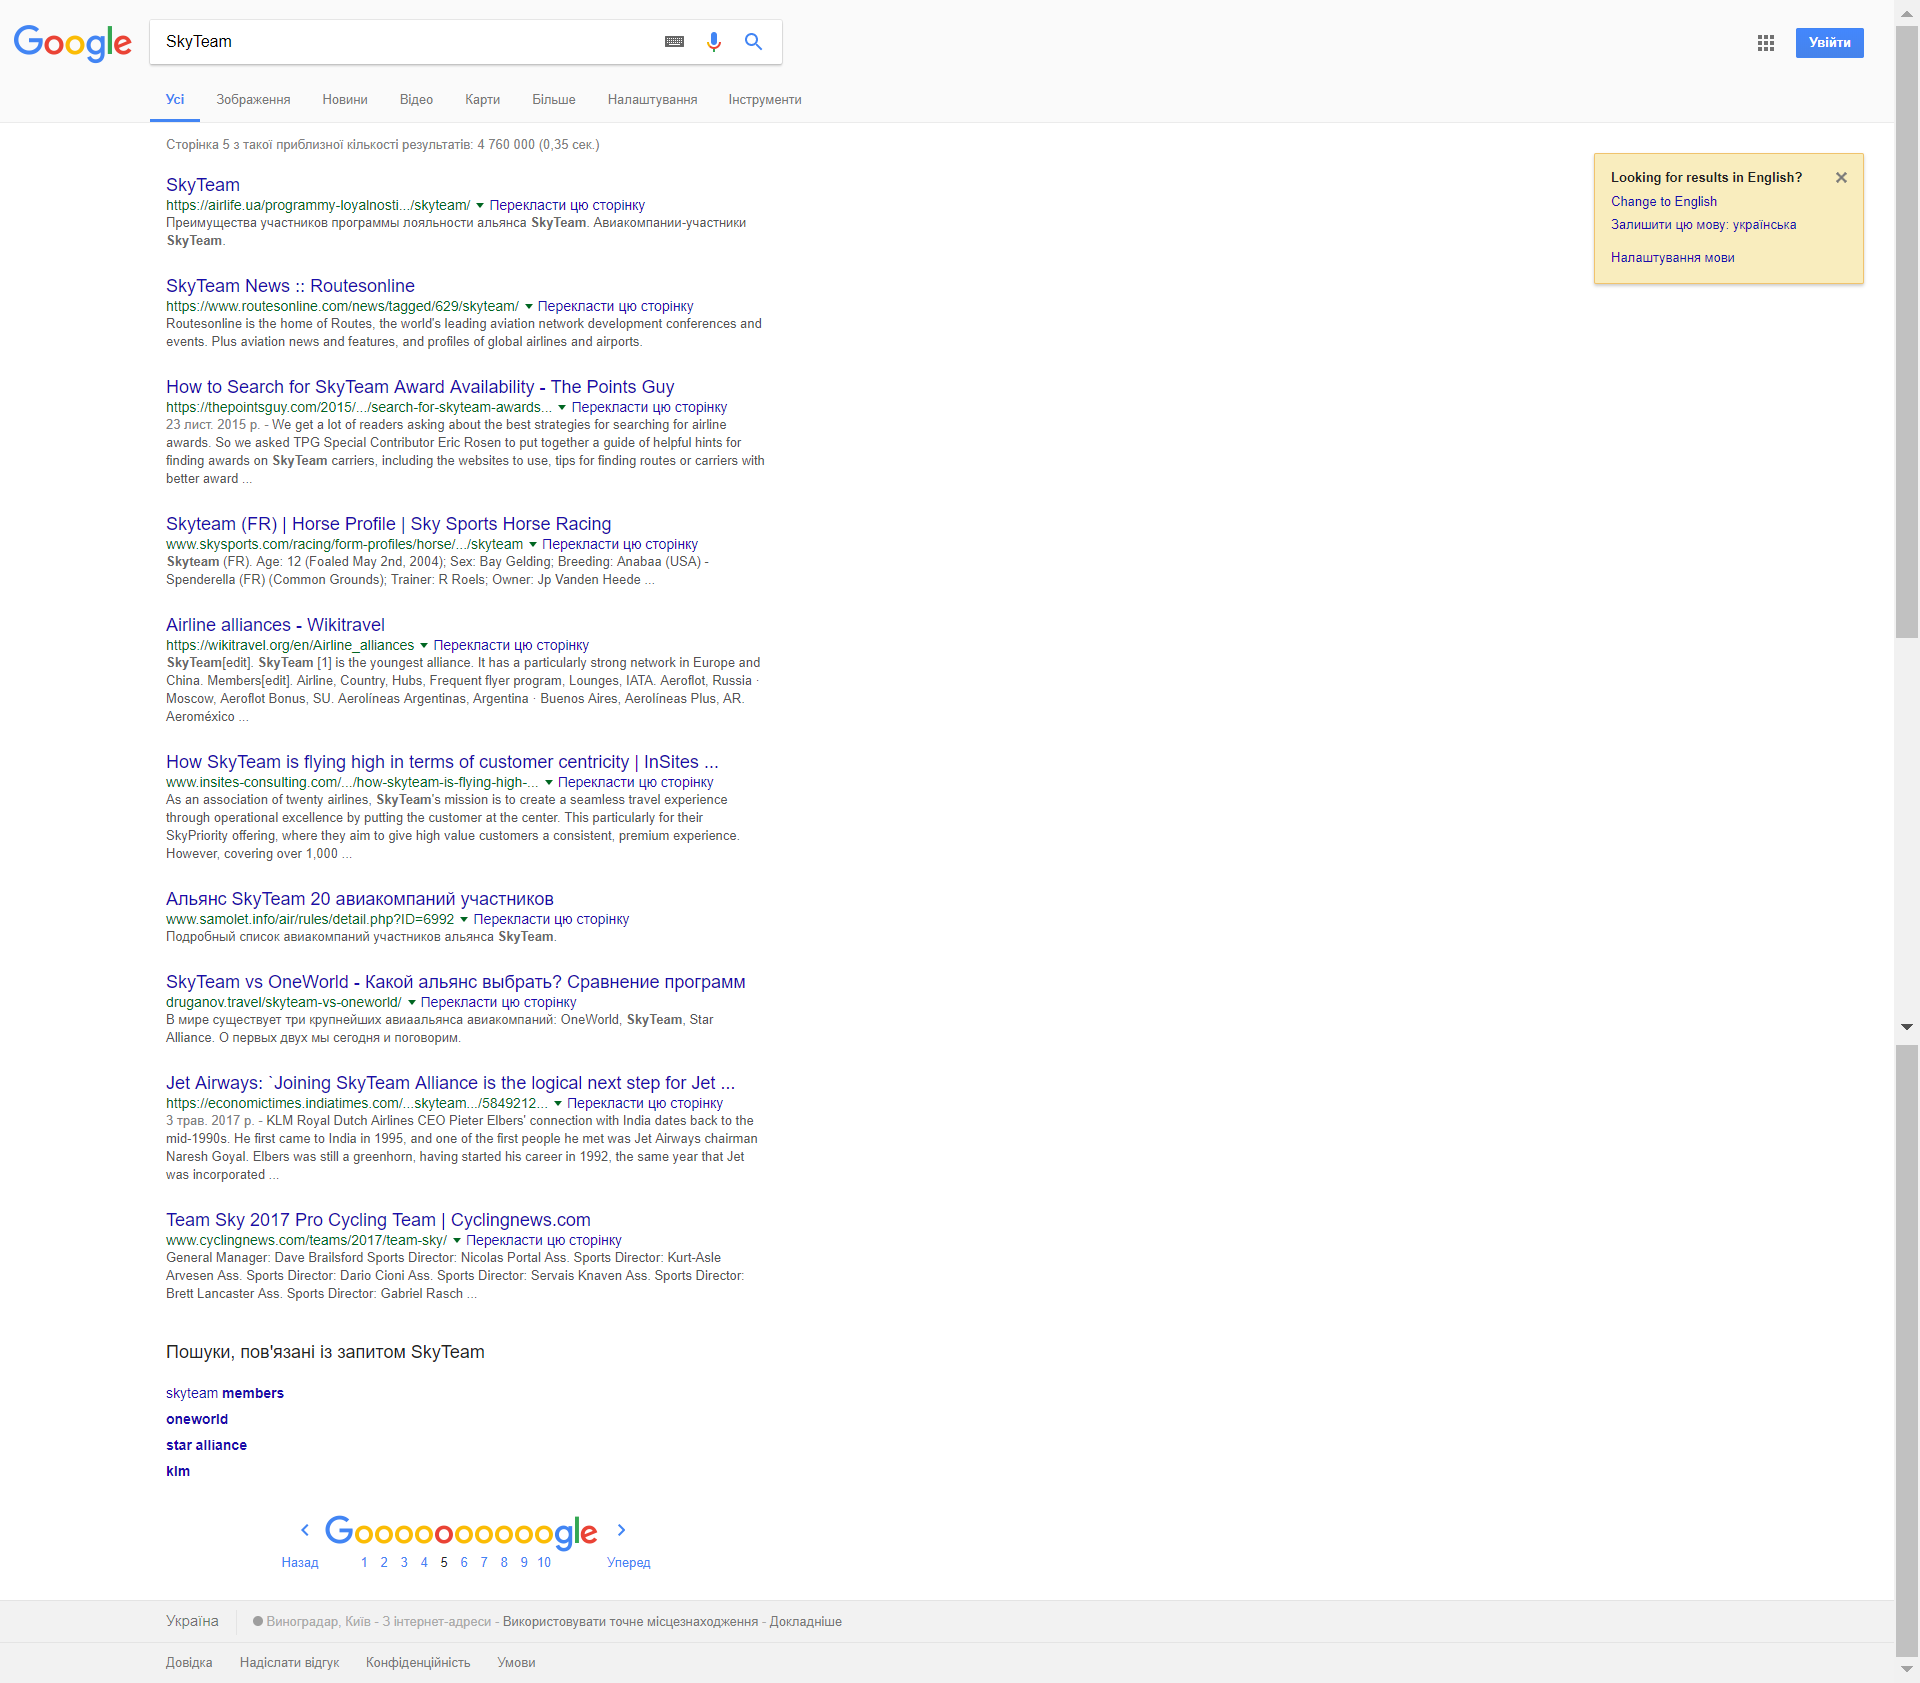 Google
SkyTeam
Увійти
Усі Зображення Новини Відео Карти Більше Налаштування Інструменти
Сторінка 5 з такої приблизної кількості результатів: 4 760 000 (0,35 сек.)
Looking for results in English?
Change to English
Залишити цю мову: українська
Налаштування мови
SkyTeam
https://airlife.ua/programmy-loyalnosti.../skyteam/ Перекласти цю сторінку
Преимущества участников программы лояльности альянса SkyTeam. Авиакомпании-участники
SkyTeam.
SkyTeam News :: Routesonline
https://www.routesonline.com/news/tagged/629/skyteam/ Перекласти цю сторінку
Routesonline is the home of Routes, the world's leading aviation network development conferences and
events. Plus aviation news and features, and profiles of global airlines and airports.
How to Search for SkyTeam Award Availability - The Points Guy
https://thepointsguy.com/2015/.../search-for-skyteam-awards... Перекласти цю сторінку
23 лист. 2015 р. - We get a lot of readers asking about the best strategies for searching for airline
awards. So we asked TPG Special Contributor Eric Rosen to put together a guide of helpful hints for
finding awards on SkyTeam carriers, including the websites to use, tips for finding routes or carriers with
better award ...
Skyteam (FR) | Horse Profile | Sky Sports Horse Racing
www.skysports.com/racing/form-profiles/horse/.../skyteam Перекласти цю сторінку
Skyteam (FR). Age: 12 (Foaled May 2nd, 2004); Sex: Bay Gelding; Breeding: Anabaa (USA) -
Spenderella (FR) (Common Grounds); Trainer: R Roels; Owner: Jp Vanden Heede ...
Airline alliances - Wikitravel
https://wikitravel.org/en/Airline_alliances Перекласти цю сторінку
SkyTeam[edit]. SkyTeam [1] is the youngest alliance. It has a particularly strong network in Europe and
China. Members[edit]. Airline, Country, Hubs, Frequent flyer program, Lounges, IATA. Aeroflot, Russia ·
Moscow, Aeroflot Bonus, SU. Aerolíneas Argentinas, Argentina · Buenos Aires, Aerolíneas Plus, AR.
Aeroméxico ...
How SkyTeam is flying high in terms of customer centricity | InSites ...
www.insites-consulting.com/.../how-skyteam-is-flying-high-... Перекласти цю сторінку
As an association of twenty airlines, SkyTeam's mission is to create a seamless travel experience
through operational excellence by putting the customer at the center. This particularly for their
SkyPriority offering, where they aim to give high value customers a consistent, premium experience.
However, covering over 1,000 ...
Альянс SkyTeam 20 авиакомпаний участников
www.samolet.info/air/rules/detail.php?ID=6992 Перекласти цю сторінку
Подробный список авиакомпаний участников альянса SkyTeam.
SkyTeam vs OneWorld - Какой альянс выбрать? Сравнение программ
druganov.travel/skyteam-vs-oneworld/ Перекласти цю сторінку
В мире существует три крупнейших авиаальянса авиакомпаний: OneWorld, SkyTeam, Star
Alliance. О первых двух мы сегодня и поговорим.
Jet Airways: `Joining SkyTeam Alliance is the logical next step for Jet ...
https://economictimes.indiatimes.com/...skyteam.../5849212... Перекласти цю сторінку
3 трав. 2017 р. - KLM Royal Dutch Airlines CEO Pieter Elbers' connection with India dates back to the
mid-1990s. He first came to India in 1995, and one of the first people he met was Jet Airways chairman
Naresh Goyal. Elbers was still a greenhorn, having started his career in 1992, the same year that Jet
was incorporated ...
Team Sky 2017 Pro Cycling Team | Cyclingnews.com
www.cyclingnews.com/teams/2017/team-sky/ Перекласти цю сторінку
General Manager: Dave Brailsford Sports Director: Nicolas Portal Ass. Sports Director: Kurt-Asle
Arvesen Ass. Sports Director: Dario Cioni Ass. Sports Director: Servais Knaven Ass. Sports Director:
Brett Lancaster Ass. Sports Director: Gabriel Rasch ...
Пошуки, пов'язані із запитом SkyTeam
skyteam members
oneworld
star alliance
klm
Goooooooooogle
Назад 1 2 3 4 5 6 7 8 9 10 Уперед
Україна Виноградар, Київ - З інтернет-адреси - Використовувати точне місцезнаходження - Докладніше
Довідка Надіслати відгук Конфіденційність Умови